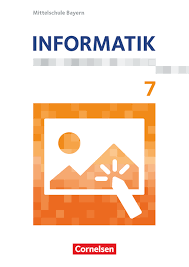 Mittelschule Bayern
INFORMATIK
7
Cornelsen